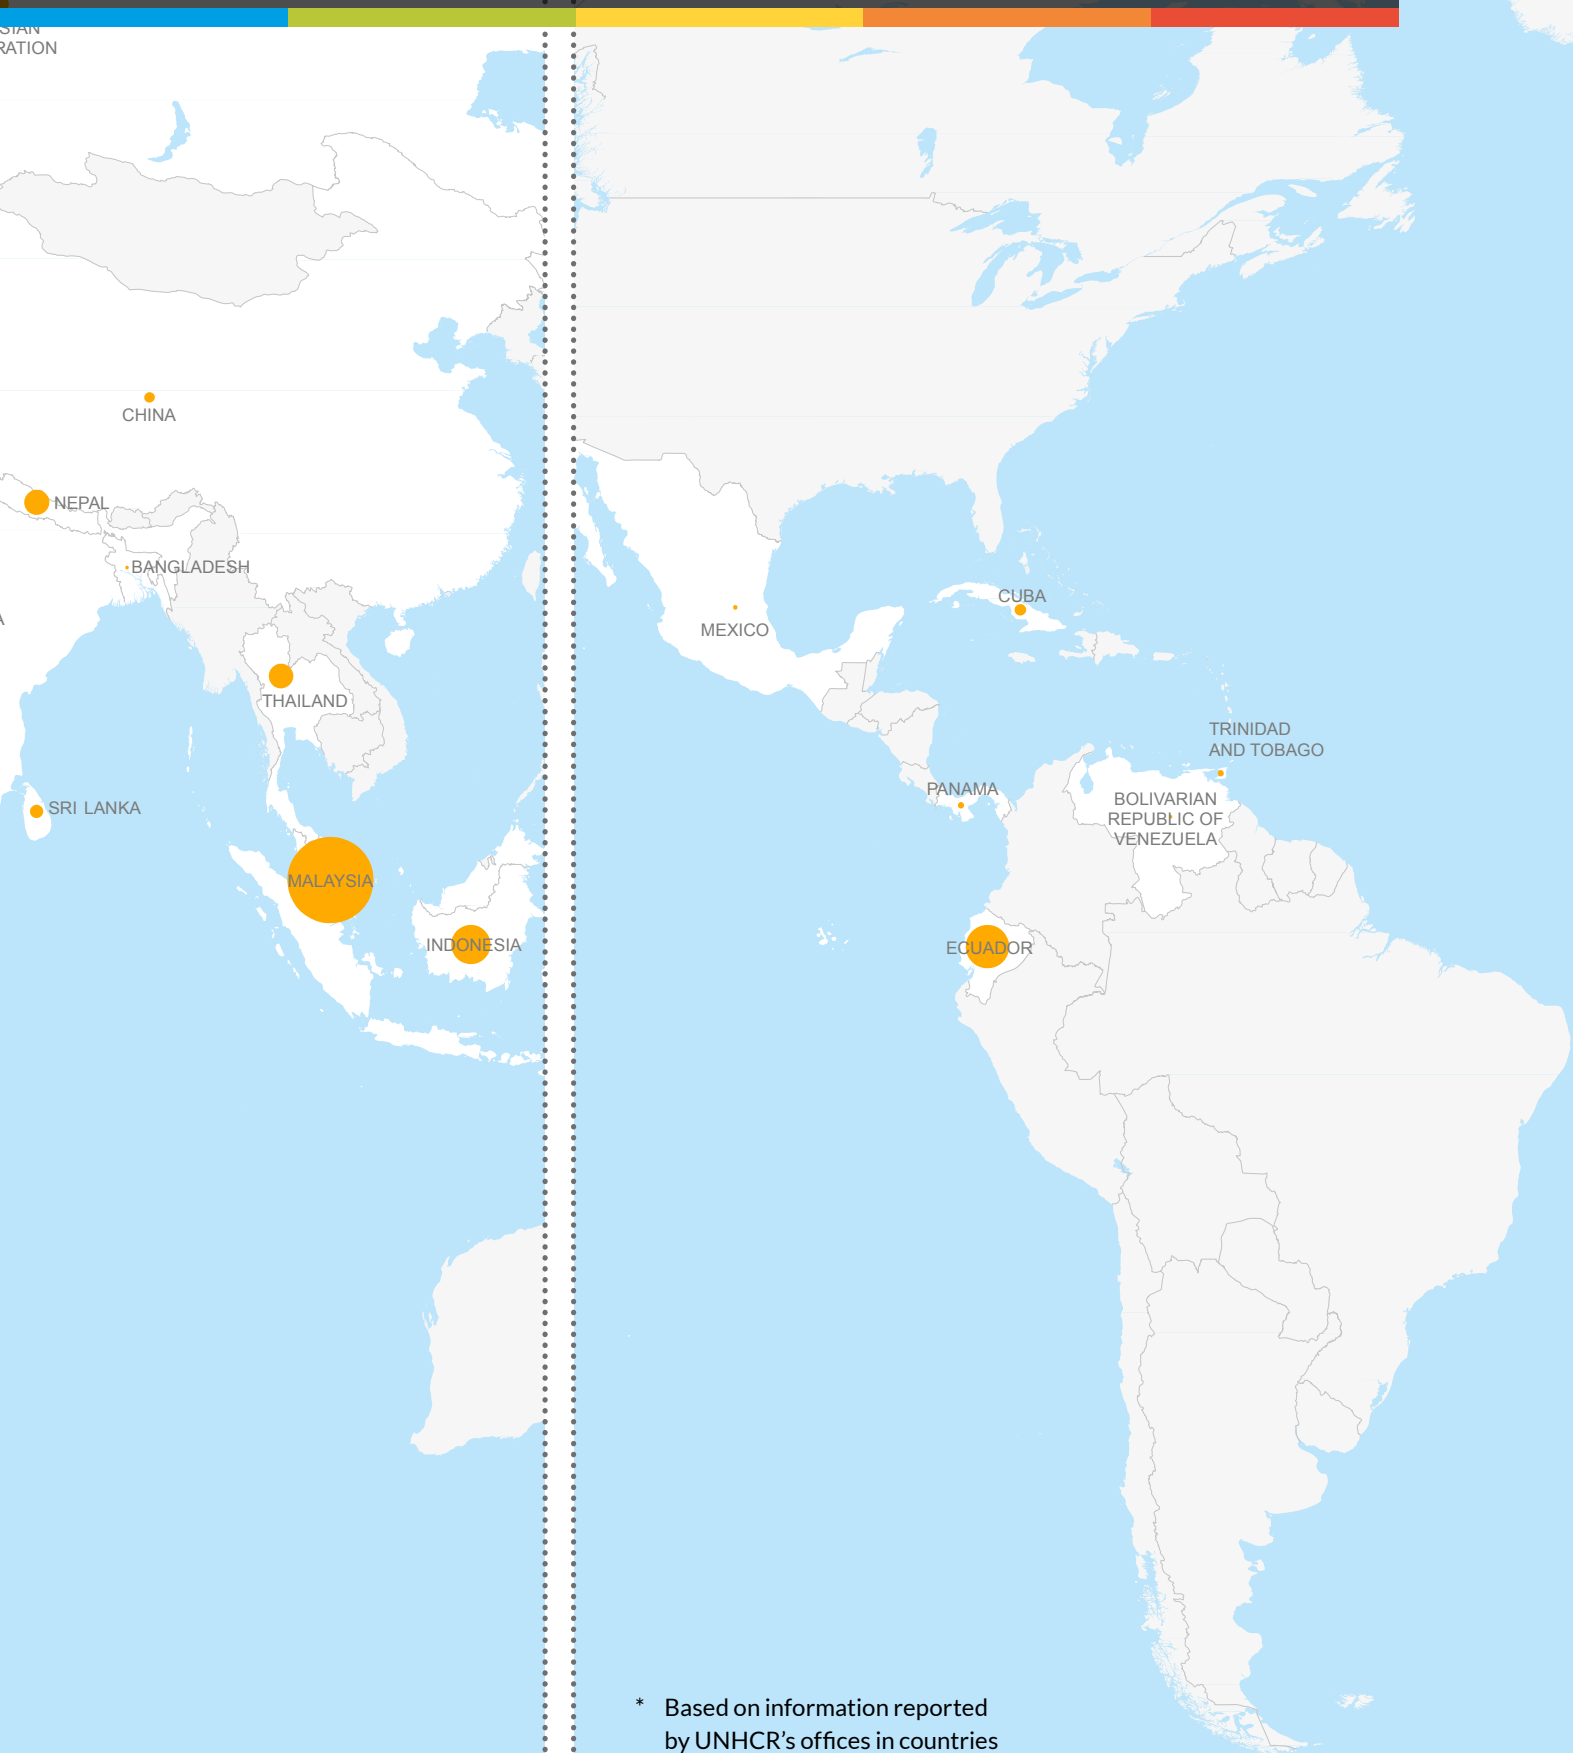 RATION
CHINA
NEPAL
BANGLADESH
THAILAND
SRI LANKA
MALAYSIA
INDONESIA
CUBA
MEXICO
TRINIDAD
AND TOBAGO
PANAMA
BOLIVARIAN
REPUBLIC OF
VENEZUELA
ECUADOR
* Based on information reported
by UNHCR's offices in countries